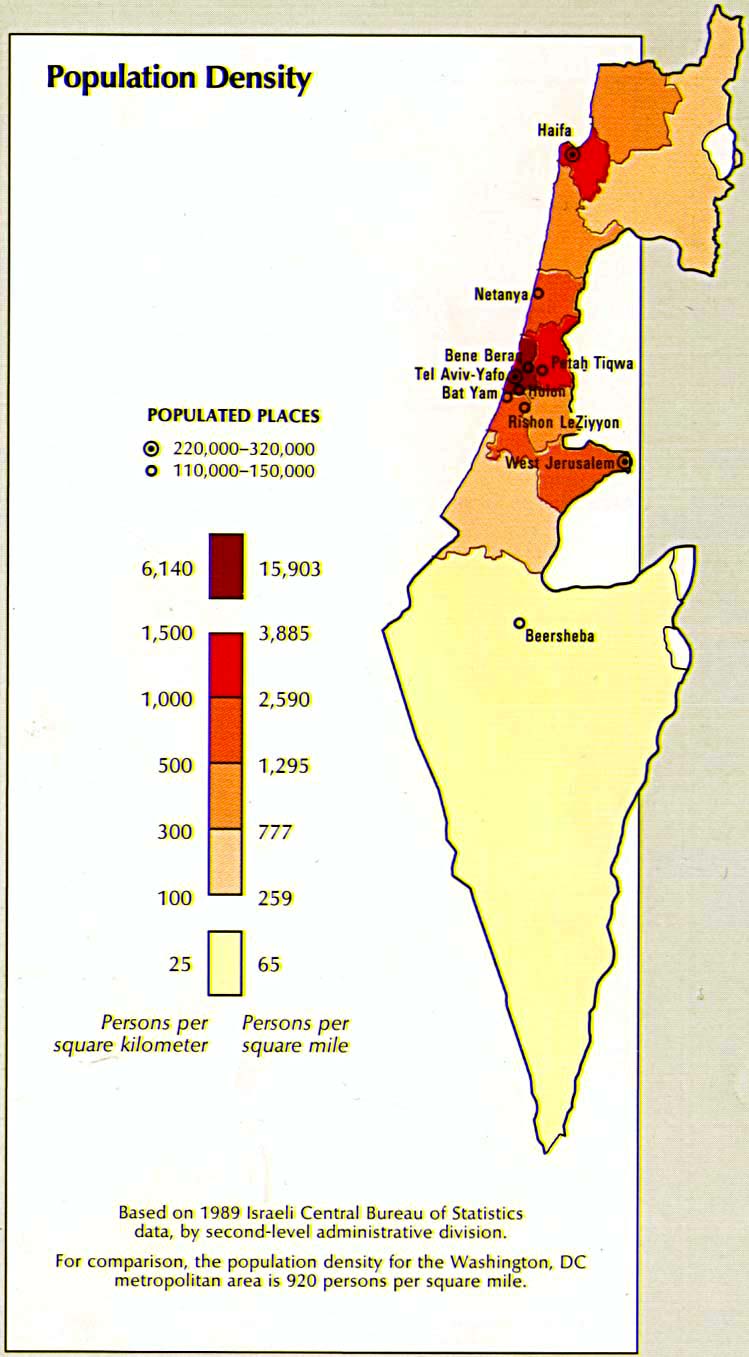 Population Density
Haifa
Netanya
Bene Beraq
Petaḥ Tiqwa
Tel Aviv-Yafo
Bat Yam
Holon
Rishon LeZiyyon
West Jerusalem
Beersheba
POPULATED PLACES
220,000–320,000
110,000–150,000
6,140 15,903
1,500 3,885
1,000 2,590
500 1,295
300 777
100 259
25 65
Persons per Persons per
square kilometer square mile
Based on 1989 Israeli Central Bureau of Statistics
data, by second-level administrative division.
For comparison, the population density for the Washington, DC
metropolitan area is 920 persons per square mile.